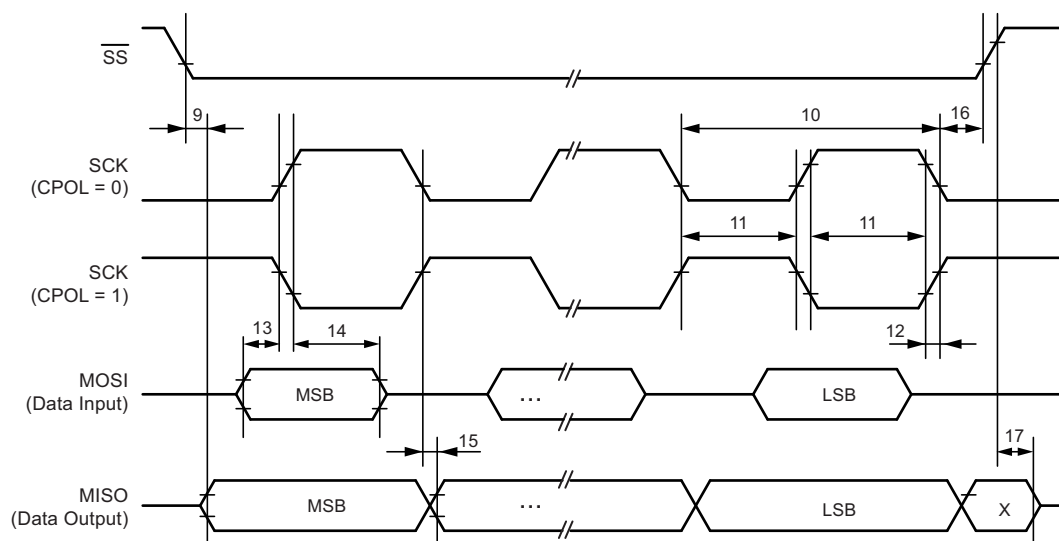 SS
9
10
16
SCK
(CPOL = 0)
11
11
SCK
(CPOL = 1)
13
14
12
MOSI
(Data Input)
MSB
...
LSB
15
17
MISO
(Data Output)
MSB
...
LSB
X